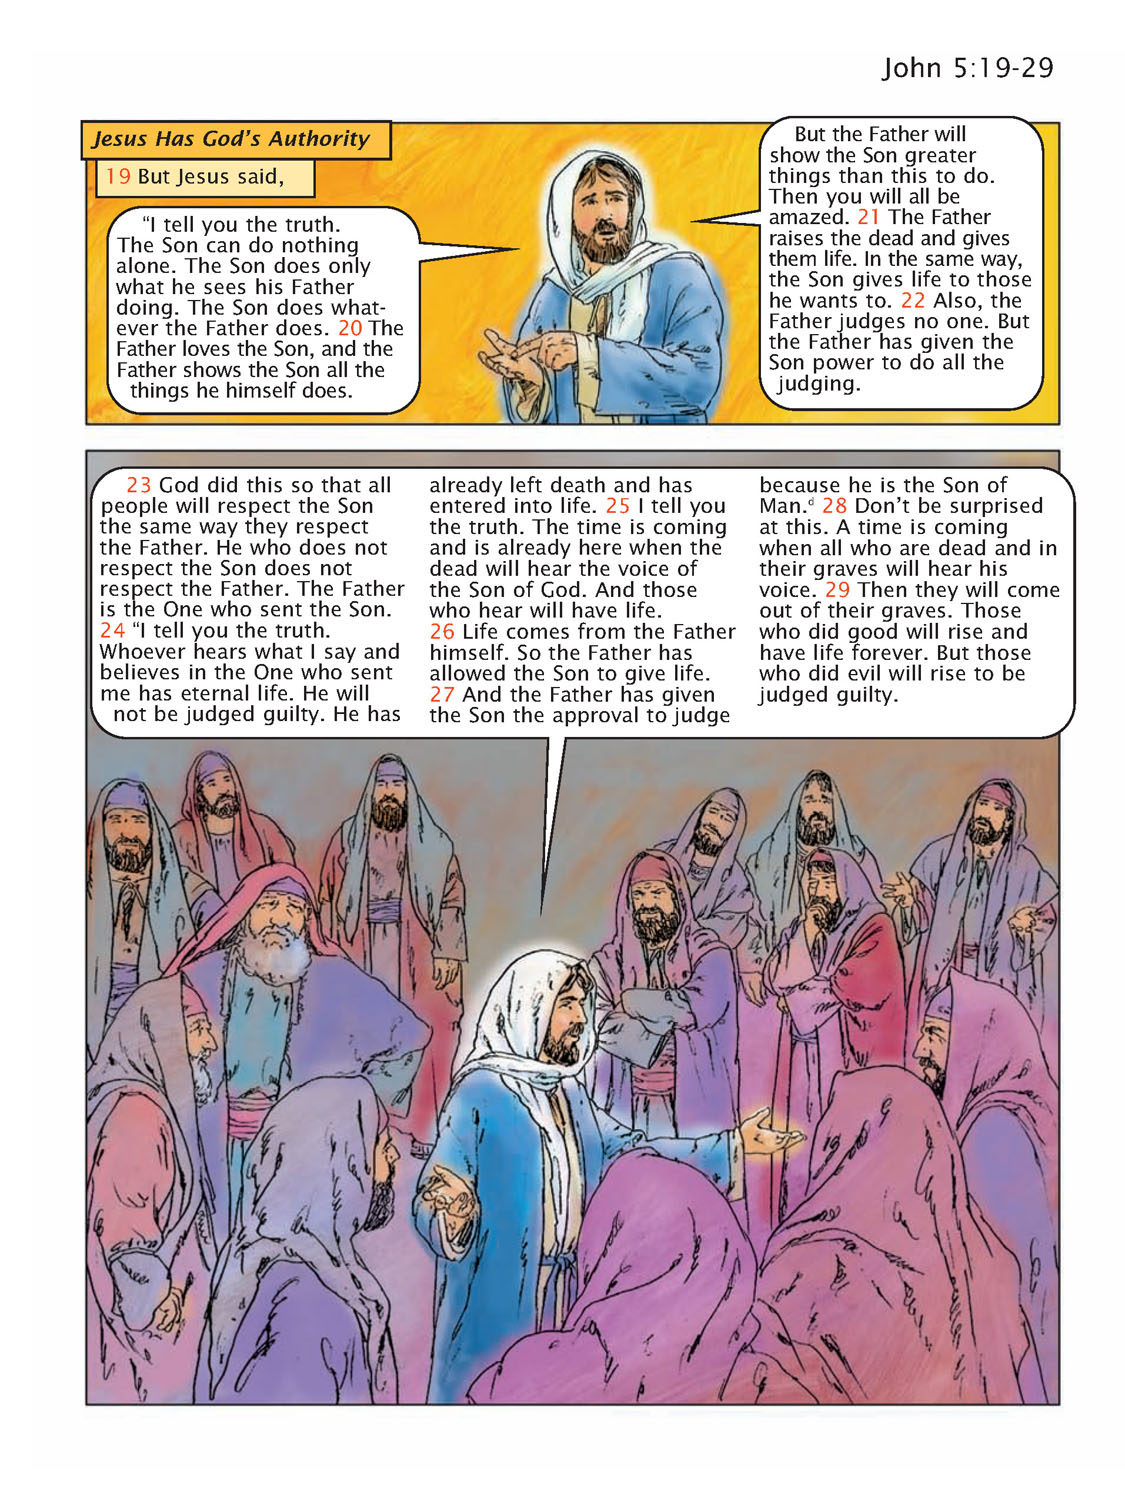 John 5:19-29
Jesus Has God's Authority
19 But Jesus said,
“I tell you the truth.
The Son can do nothing
alone. The Son does only
what he sees his Father
doing. The Son does what-
ever the Father does. 20 The
Father loves the Son, and the
Father shows the Son all the
things he himself does.
But the Father will
show the Son greater
things than this to do.
Then you will all be
amazed. 21 The Father
raises the dead and gives
them life. In the same way,
the Son gives life to those
he wants to. 22 Also, the
Father judges no one. But
the Father has given the
Son power to do all the
judging.
23 God did this so that all
people will respect the Son
the same way they respect
the Father. He who does not
respect the Son does not
respect the Father. The Father
is the One who sent the Son.
24 “I tell you the truth.
Whoever hears what I say and
believes in the One who sent
me has eternal life. He will
not be judged guilty. He has
already left death and has
entered into life. 25 I tell you
the truth. The time is coming
and is already here when the
dead will hear the voice of
the Son of God. And those
who hear will have life.
26 Life comes from the Father
himself. So the Father has
allowed the Son to give life.
27 And the Father has given
the Son the approval to judge
because he is the Son of
Man.d 28 Don't be surprised
at this. A time is coming
when all who are dead and in
their graves will hear his
voice. 29 Then they will come
out of their graves. Those
who did good will rise and
have life forever. But those
who did evil will rise to be
judged guilty.